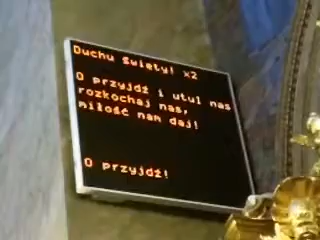 Duchu Święty! x2
O przyjdź i utul nas
rozkochaj nas,
miłość nam daj!
O przyjdź!